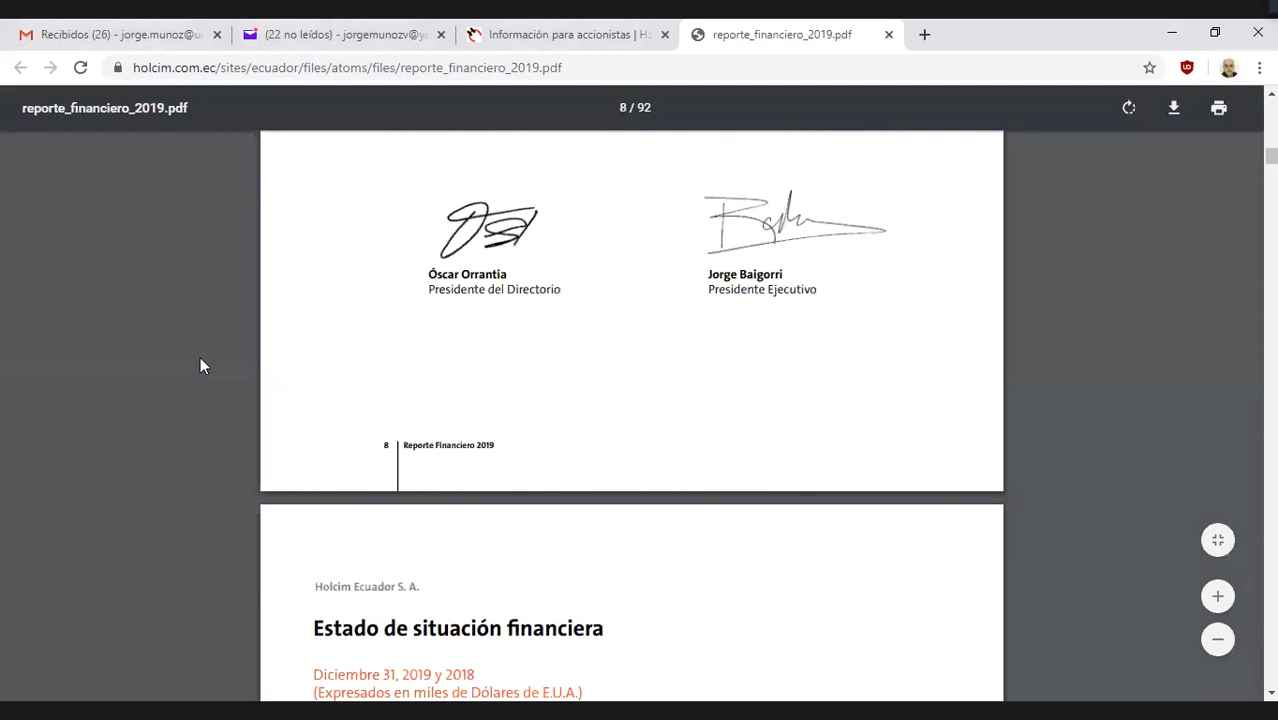 Recibidos (26) - jorge.munoz@u
(22 no leídos) - jorgemunozv@ya
Información para accionistas | Ho
reporte_financiero_2019.pdf
holcim.com.ec/sites/ecuador/files/atoms/files/reporte_financiero_2019.pdf
reporte_financiero_2019.pdf
8 / 92
Óscar Orrantia
Presidente del Directorio
Jorge Baigorri
Presidente Ejecutivo
8 Reporte Financiero 2019
Holcim Ecuador S. A.
Estado de situación financiera
Diciembre 31, 2019 y 2018
(Expresados en miles de Dólares de E.U.A.)